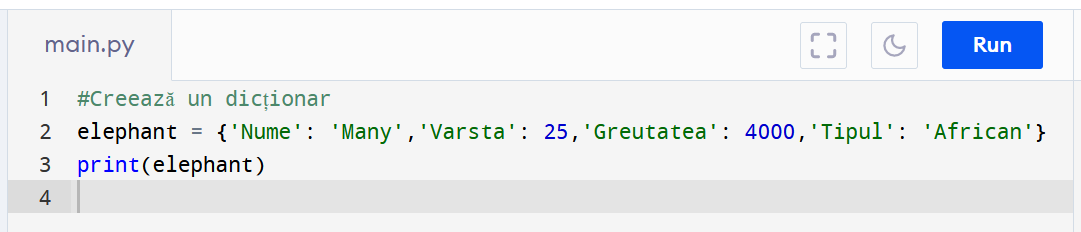 main.py
Run
1 #Creează un dicționar
2 elephant = {'Nume': 'Many','Varsta': 25,'Greutatea': 4000,'Tipul': 'African'}
3 print(elephant)
4